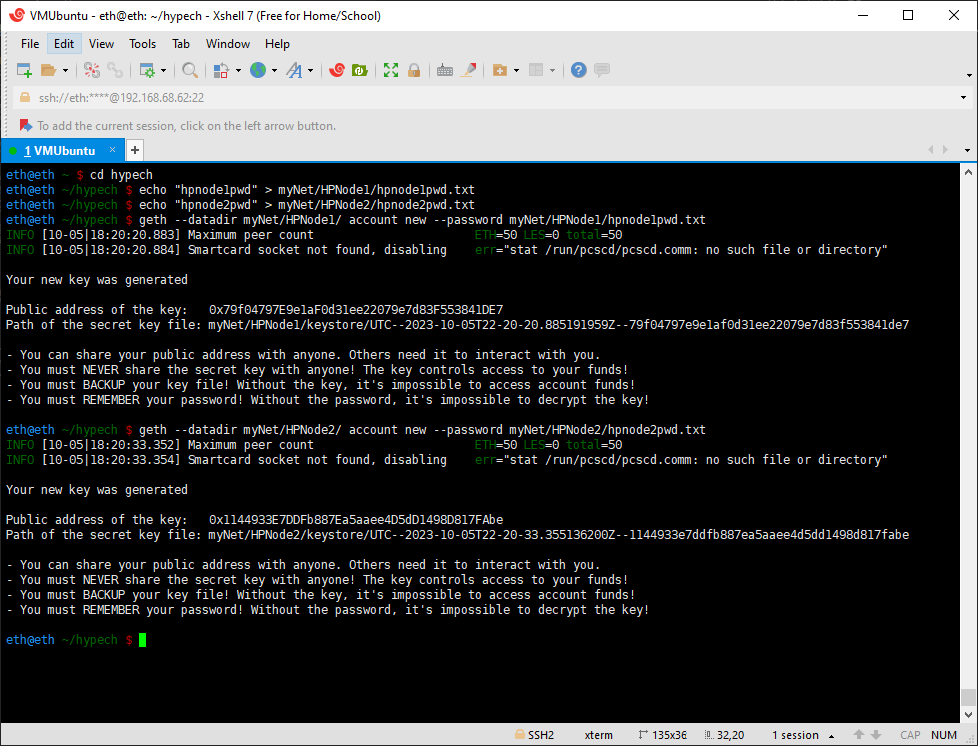 VMUbuntu - eth@eth: ~/hypech - Xshell 7 (Free for Home/School)
File Edit View Tools Tab Window Help
ssh://eth:****@192.168.68.62:22
To add the current session, click on the left arrow button.
1 VMUbuntu × +
eth@eth ~ $ cd hypech
eth@eth ~/hypech $ echo "hpnode1pwd" > myNet/HPNode1/hpnode1pwd.txt
eth@eth ~/hypech $ echo "hpnode2pwd" > myNet/HPNode2/hpnode2pwd.txt
eth@eth ~/hypech $ geth --datadir myNet/HPNode1/ account new --password myNet/HPNode1/hpnode1pwd.txt
INFO [10-05|18:20:20.883] Maximum peer count ETH=50 LES=0 total=50
INFO [10-05|18:20:20.884] Smartcard socket not found, disabling err="stat /run/pcscd/pcscd.comm: no such file or directory"
Your new key was generated
Public address of the key: 0x79f04797E9e1aF0d31ee22079e7d83F553841DE7
Path of the secret key file: myNet/HPNode1/keystore/UTC--2023-10-05T22-20-20.885191959Z--79f04797e9e1af0d31ee22079e7d83f553841de7
- You can share your public address with anyone. Others need it to interact with you.
- You must NEVER share the secret key with anyone! The key controls access to your funds!
- You must BACKUP your key file! Without the key, it's impossible to access account funds!
- You must REMEMBER your password! Without the password, it's impossible to decrypt the key!
eth@eth ~/hypech $ geth --datadir myNet/HPNode2/ account new --password myNet/HPNode2/hpnode2pwd.txt
INFO [10-05|18:20:33.352] Maximum peer count ETH=50 LES=0 total=50
INFO [10-05|18:20:33.354] Smartcard socket not found, disabling err="stat /run/pcscd/pcscd.comm: no such file or directory"
Your new key was generated
Public address of the key: 0x1144933E7DDFb887Ea5aaee4D5dD1498D817FAbe
Path of the secret key file: myNet/HPNode2/keystore/UTC--2023-10-05T22-20-33.355136200Z--1144933e7ddfb887ea5aaee4d5dd1498d817fabe
- You can share your public address with anyone. Others need it to interact with you.
- You must NEVER share the secret key with anyone! The key controls access to your funds!
- You must BACKUP your key file! Without the key, it's impossible to access account funds!
- You must REMEMBER your password! Without the password, it's impossible to decrypt the key!
eth@eth ~/hypech $
SSH2 xterm 135x36 32,20 1 session CAP NUM